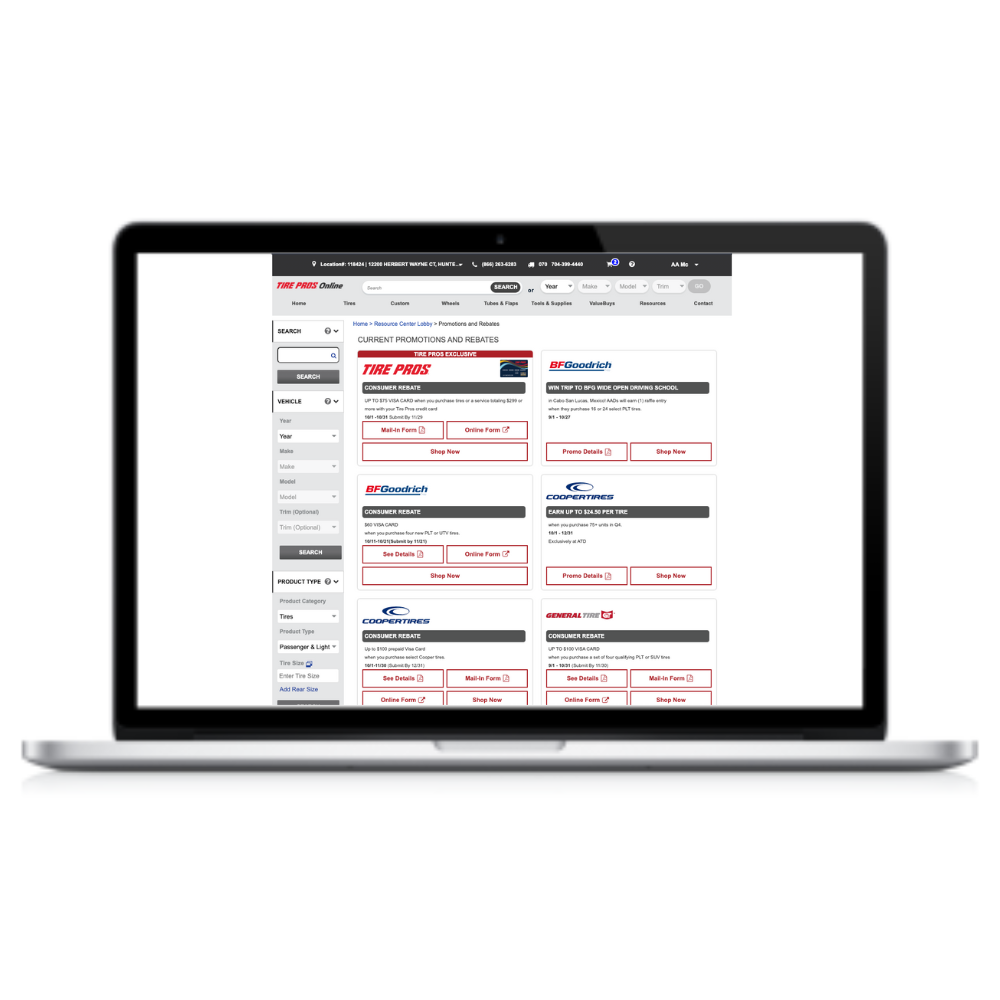 Location#: 118424 | 12200 HERBERT WAYNE CT, HUNTE...
(866) 263-6283
079 704-399-4440
2
AA Mc
TIRE PROS Online
Search
SEARCH
or
Year
Make
Model
Trim
GO
Home
Tires
Custom
Wheels
Tubes & Flaps
Tools & Supplies
ValueBuys
Resources
Contact
Home > Resource Center Lobby > Promotions and Rebates
SEARCH
SEARCH
VEHICLE
Year
Year
Make
Make
Model
Model
Trim (Optional)
Trim (Optional)
SEARCH
PRODUCT TYPE
Product Category
Tires
Product Type
Passenger & Light
Tire Size
Enter Tire Size
Add Rear Size
CURRENT PROMOTIONS AND REBATES
TIRE PROS EXCLUSIVE
TIRE PROS
CONSUMER REBATE
UP TO $75 VISA CARD when you purchase tires or a service totaling $299 or
more with your Tire Pros credit card
10/1 -10/31 Submit By 11/29
Mail-In Form
Online Form
Shop Now
BFGoodrich
WIN TRIP TO BFG WIDE OPEN DRIVING SCHOOL
in Cabo San Lucas, Mexico! AADs will earn (1) raffle entry
when they purchase 16 or 24 select PLT tires.
9/1 - 10/27
Promo Details
Shop Now
BFGoodrich
CONSUMER REBATE
$60 VISA CARD
when you purchase four new PLT or UTV tires.
10/11-10/21(Submit by 11/21)
See Details
Online Form
Shop Now
COOPERTIRES
EARN UP TO $24.50 PER TIRE
when you purchase 75+ units in Q4.
10/1 - 12/31
Exclusively at ATD
Promo Details
Shop Now
COOPERTIRES
CONSUMER REBATE
Up to $100 prepaid Visa Card
when you purchase select Cooper tires.
10/1-11/30 (Submit By 12/31)
See Details
Mail-In Form
Online Form
Shop Now
GENERAL TIRE
CONSUMER REBATE
UP TO $100 VISA CARD
when you purchase a set of four qualifying PLT or SUV tires
9/1 - 10/31 (Submit By 11/30)
See Details
Mail-In Form
Online Form
Shop Now